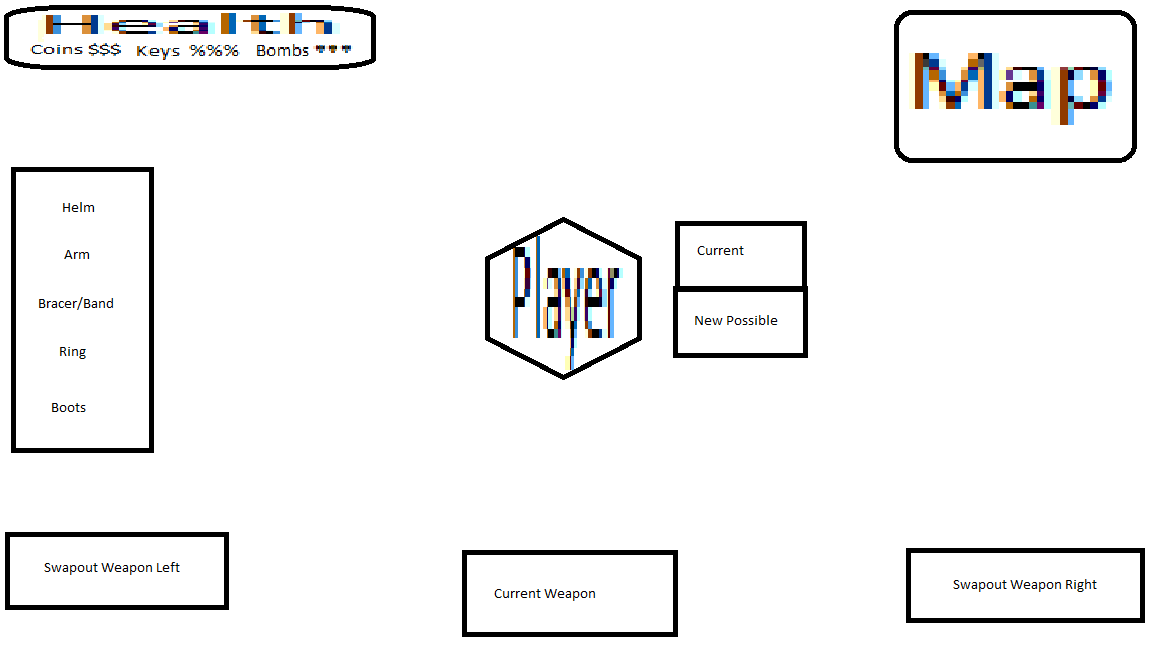 Health
Coins $$$ Keys %%% Bombs
Map
Helm
Arm
Bracer/Band
Ring
Boots
Player
Current
New Possible
Swapout Weapon Left
Current Weapon
Swapout Weapon Right